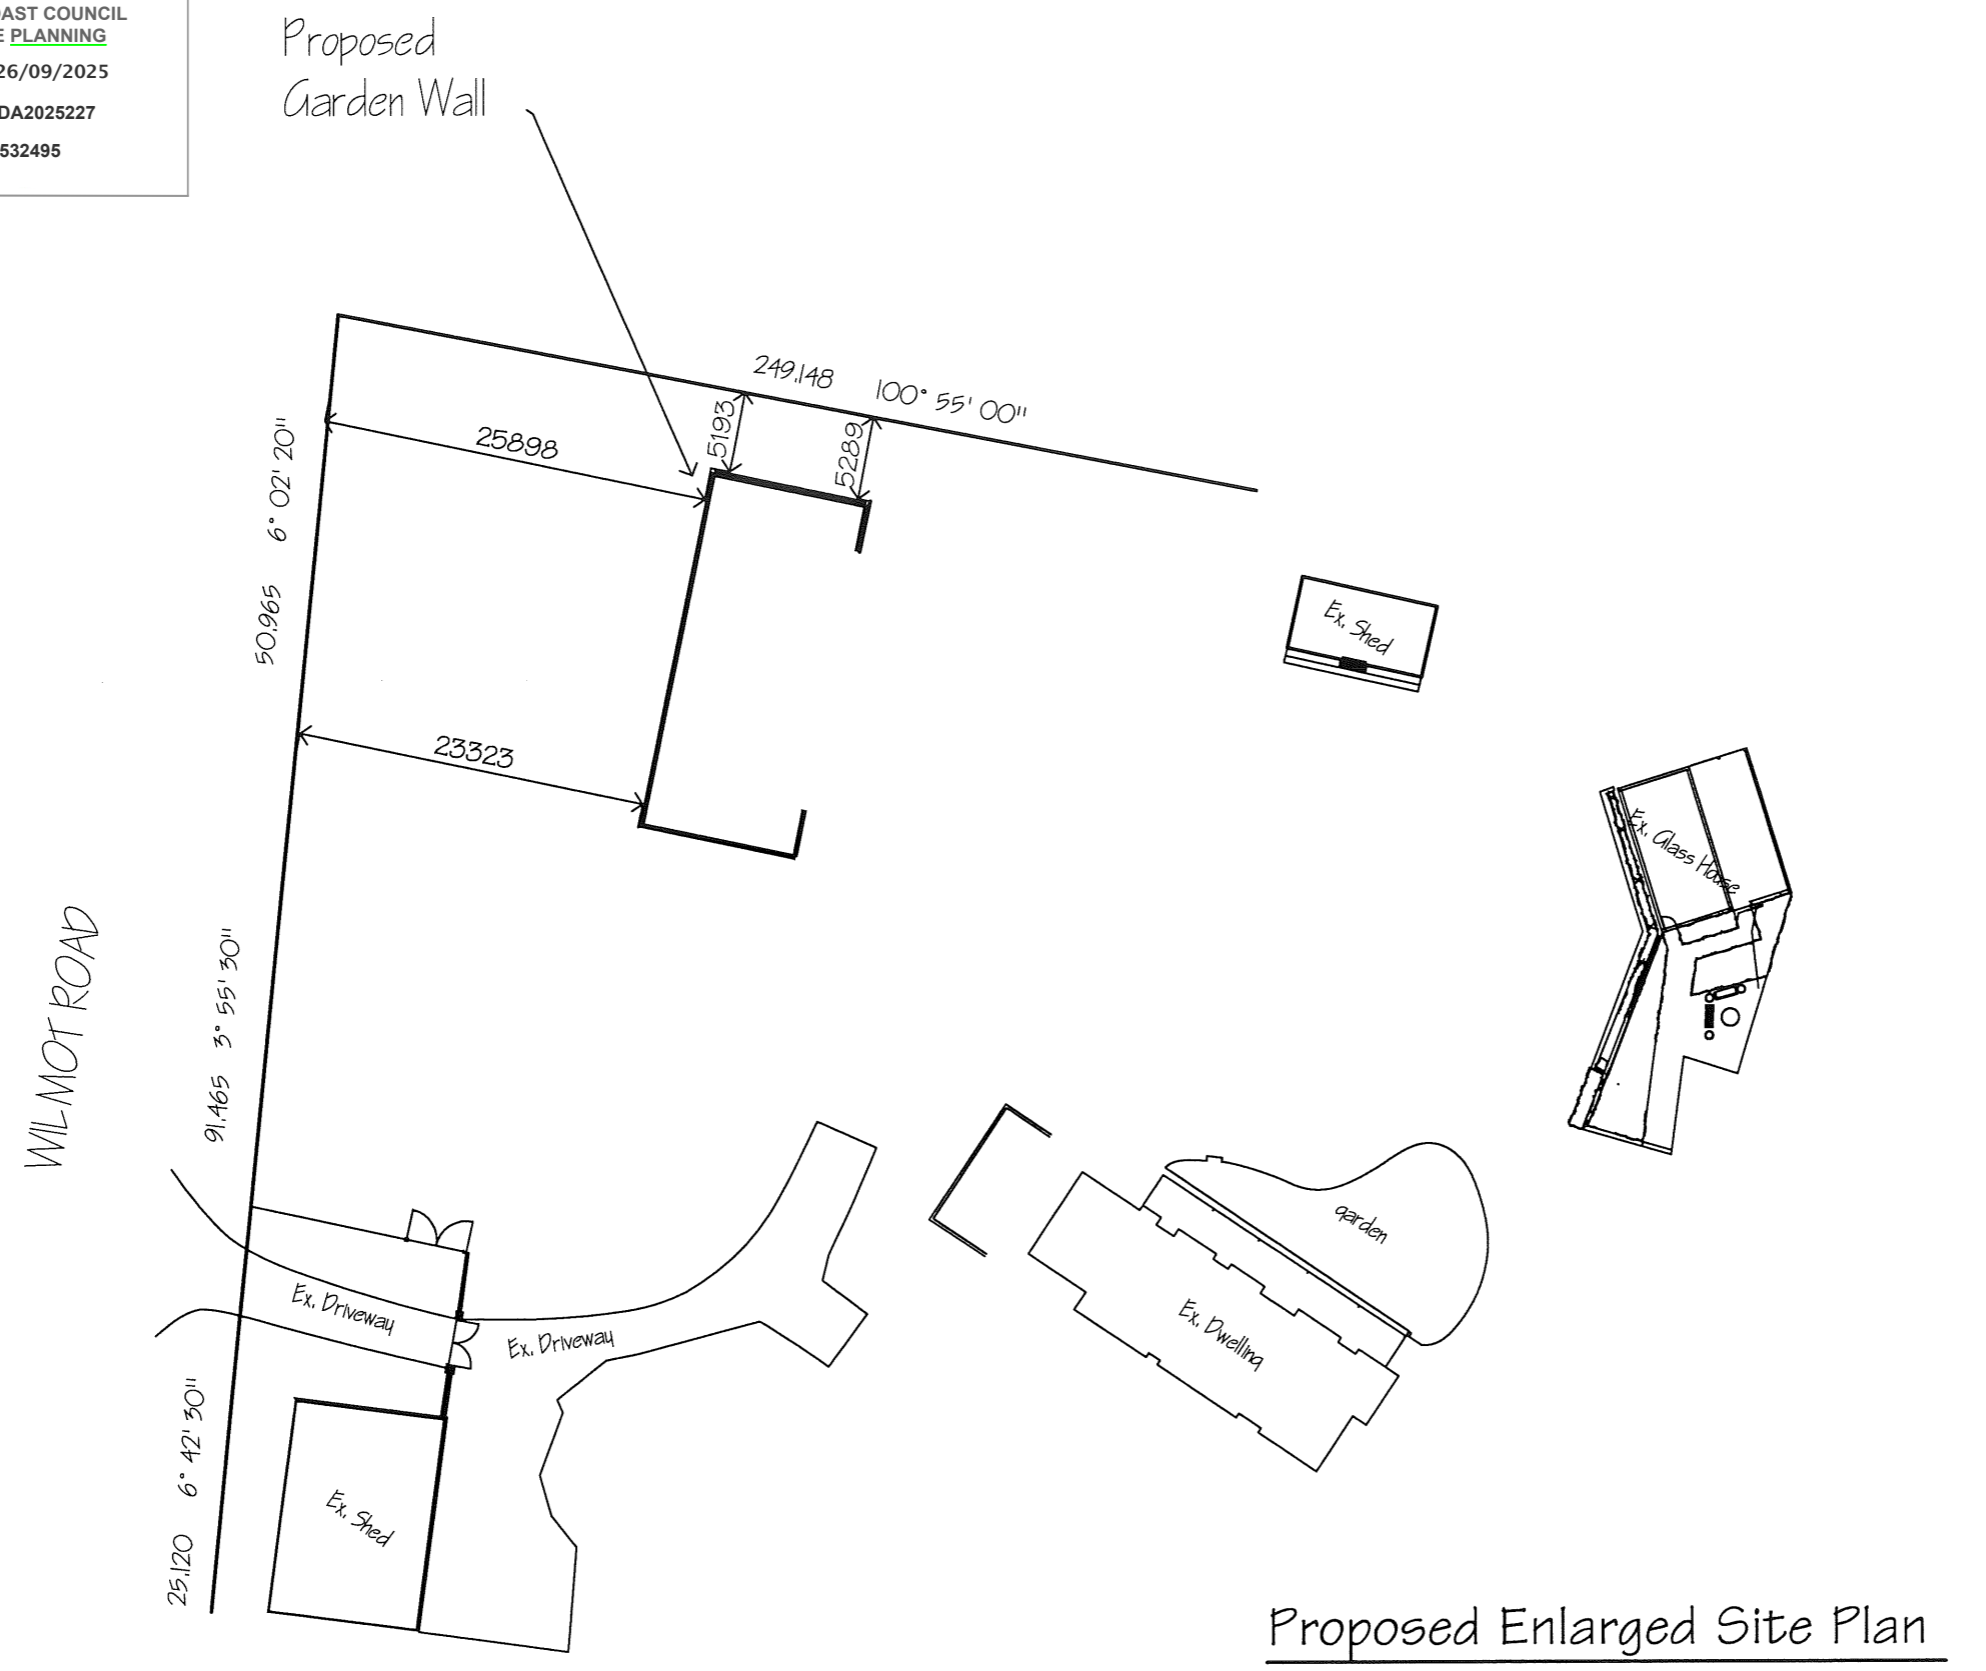 AST COUNCIL
E PLANNING
26/09/2025
DA2025227
532495
Proposed
Garden Wall
249.148 100° 55' 00"
5193
5289
25898
6° 02' 20"
50.965
23323
Ex. Shed
Ex. Glass House
WILMOT ROAD
3° 55' 30"
91.465
garden
Ex. Driveway
Ex. Driveway
Ex. Dwelling
6° 42' 30"
25.120
Ex. Shed
Proposed Enlarged Site Plan